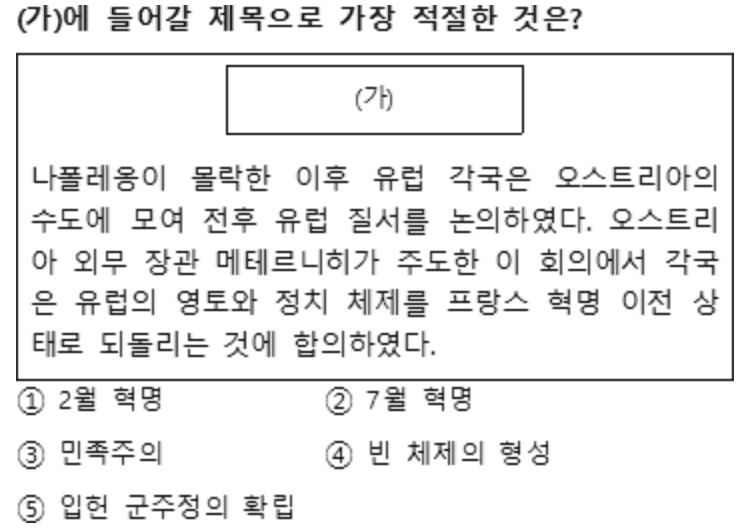 (가)에 들어갈 제목으로 가장 적절한 것은?
(가)
나폴레옹이 몰락한 이후 유럽 각국은 오스트리아의
수도에 모여 전후 유럽 질서를 논의하였다. 오스트리
아 외무 장관 메테르니히가 주도한 이 회의에서 각국
은 유럽의 영토와 정치 체제를 프랑스 혁명 이전 상
태로 되돌리는 것에 합의하였다.
① 2월 혁명 ② 7월 혁명
③ 민족주의 ④ 빈 체제의 형성
⑤ 입헌 군주정의 확립